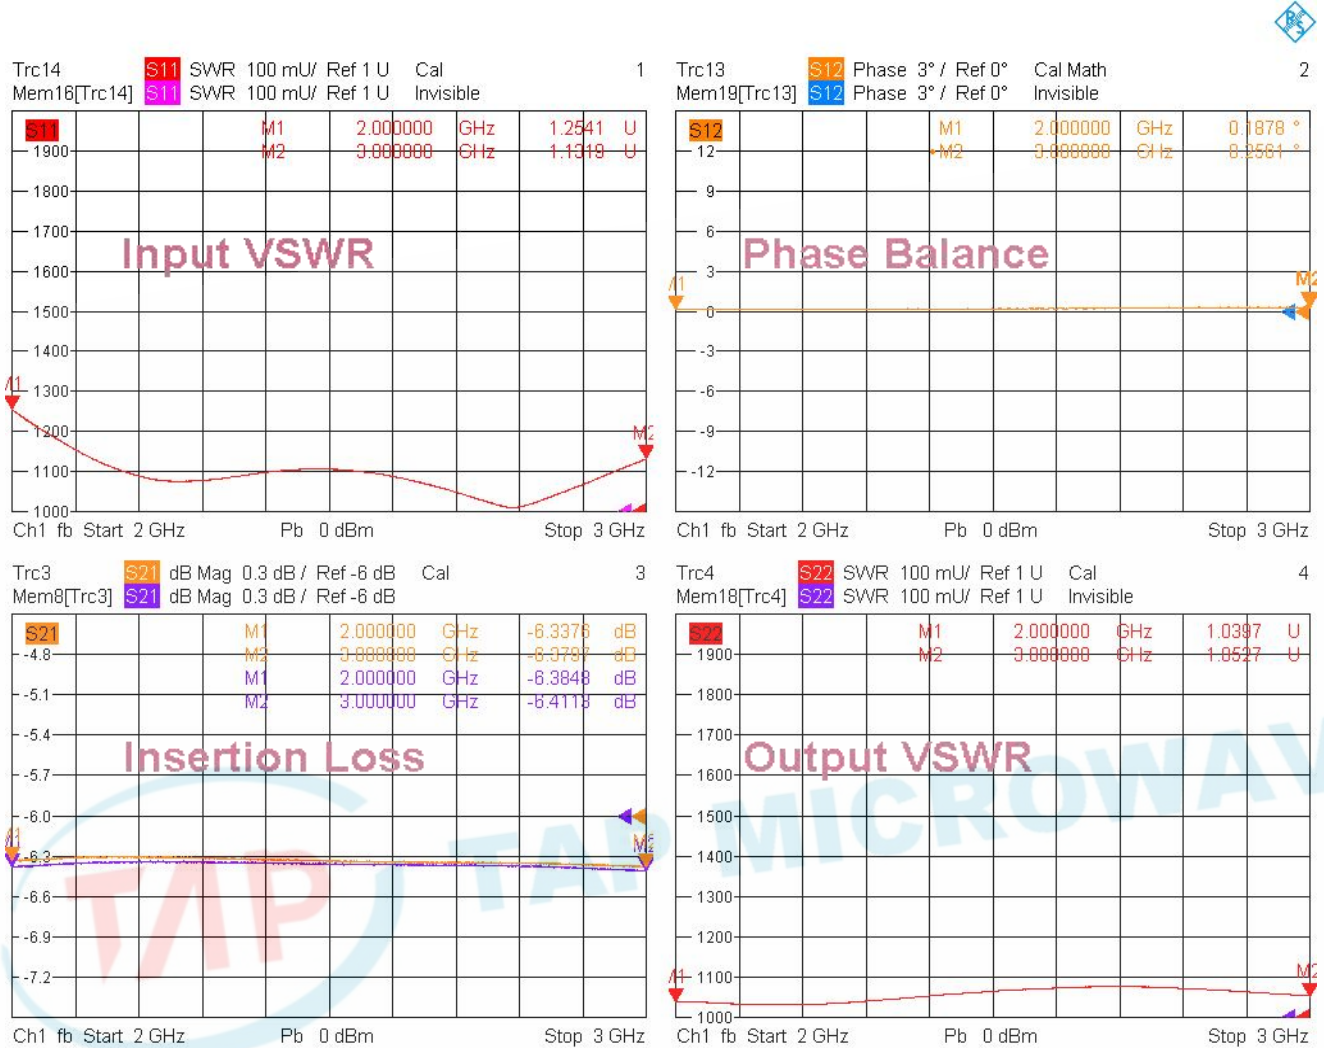 R&S
Trc14 S11 SWR 100 mU/ Ref 1 U Cal 1
Mem16[Trc14] S11 SWR 100 mU/ Ref 1 U Invisible
S11 M1 2.000000 GHz 1.2541 U
1900 M2 3.000000 GHz 1.1319 U
1800
1700
Input VSWR
1600
1500
1400
1300
M1
1200
M2
1100
1000
Ch1 fb Start 2 GHz Pb 0 dBm Stop 3 GHz
Trc13 S12 Phase 3° / Ref 0° Cal Math 2
Mem19[Trc13] S12 Phase 3° / Ref 0° Invisible
S12 M1 2.000000 GHz 0.1878 °
12 •M2 3.000000 GHz
9
6
Phase Balance
3
M1 M2
0
-3
-6
-9
-12
Ch1 fb Start 2 GHz Pb 0 dBm Stop 3 GHz
Trc3 S21 dB Mag 0.3 dB / Ref -6 dB Cal 3
Mem8[Trc3] S21 dB Mag 0.3 dB / Ref -6 dB
S21 M1 2.000000 GHz -6.3376 dB
-4.8 M2 3.000000 GHz -6.3797 dB
M1 2.000000 GHz -6.3848 dB
-5.1 M2 3.000000 GHz -6.4113 dB
-5.4
Insertion Loss
-5.7
-6.0
M1 M2
-6.3
-6.6
-6.9
-7.2
Ch1 fb Start 2 GHz Pb 0 dBm Stop 3 GHz
Trc4 S22 SWR 100 mU/ Ref 1 U Cal 4
Mem18[Trc4] S22 SWR 100 mU/ Ref 1 U Invisible
S22 M1 2.000000 GHz 1.0397 U
1900 M2 3.000000 GHz 1.0527 U
1800
1700
Output VSWR
1600
1500
1400
1300
1200
1100
M1 M2
1000
Ch1 fb Start 2 GHz Pb 0 dBm Stop 3 GHz
TAP TAP MICROWAV